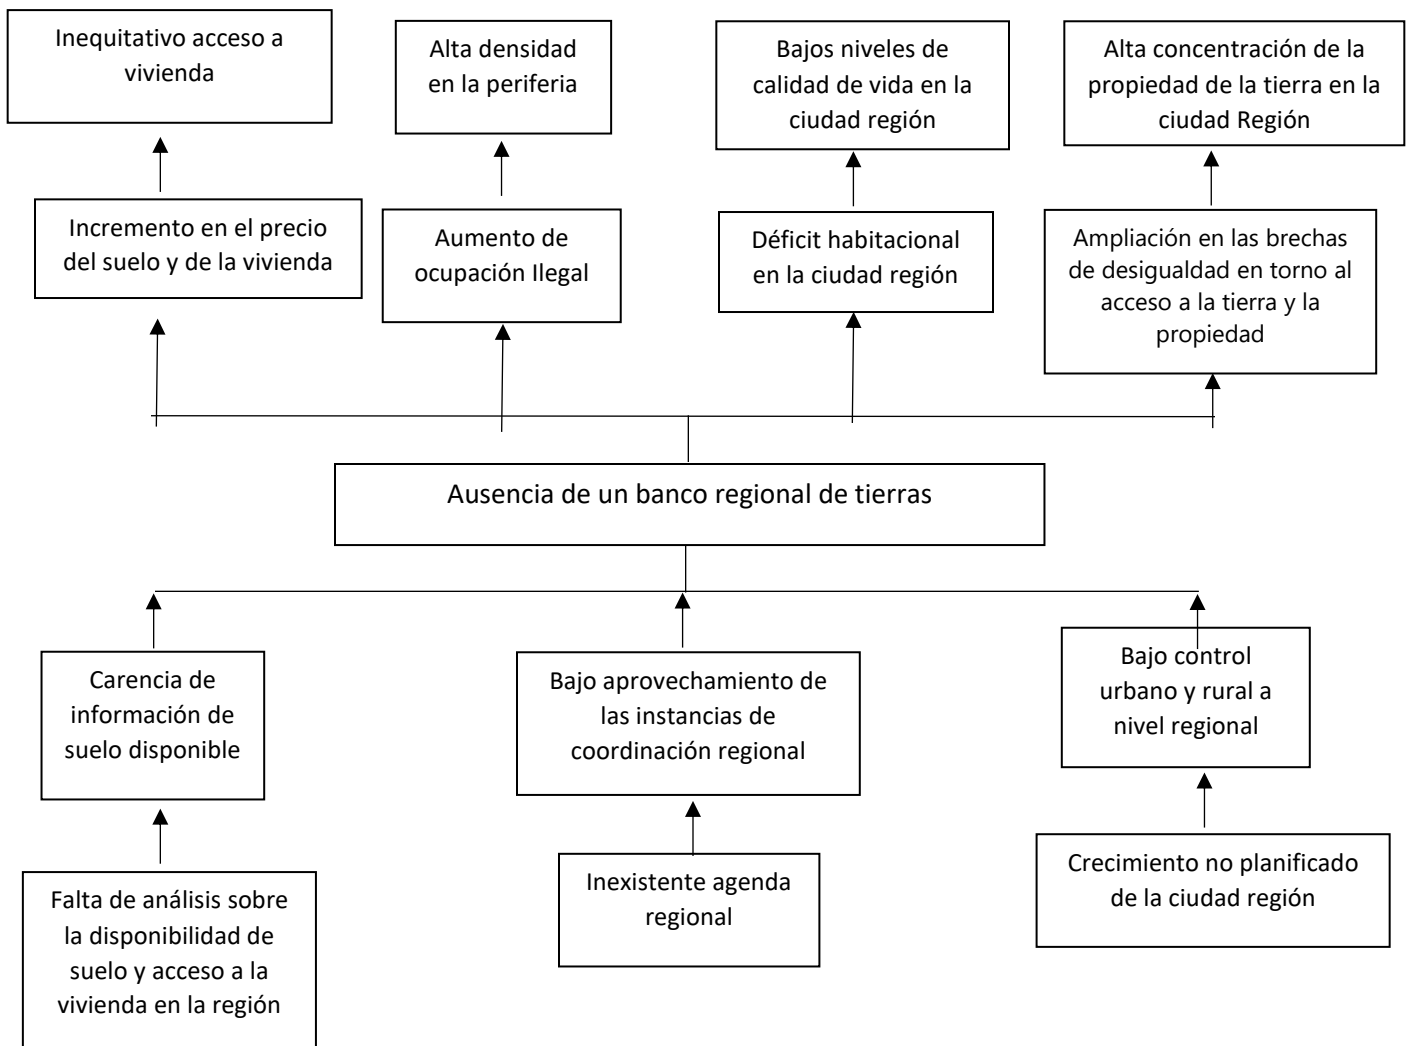 Inequitativo acceso a
vivienda
Alta densidad
en la periferia
Bajos niveles de
calidad de vida en la
ciudad región
Alta concentración de la
propiedad de la tierra en la
ciudad Región
Incremento en el precio
del suelo y de la vivienda
Aumento de
ocupación Ilegal
Déficit habitacional
en la ciudad región
Ampliación en las brechas
de desigualdad en torno al
acceso a la tierra y la
propiedad
Ausencia de un banco regional de tierras
Carencia de
información de
suelo disponible
Bajo aprovechamiento de
las instancias de
coordinación regional
Bajo control
urbano y rural a
nivel regional
Falta de análisis sobre
la disponibilidad de
suelo y acceso a la
vivienda en la región
Inexistente agenda
regional
Crecimiento no planificado
de la ciudad región